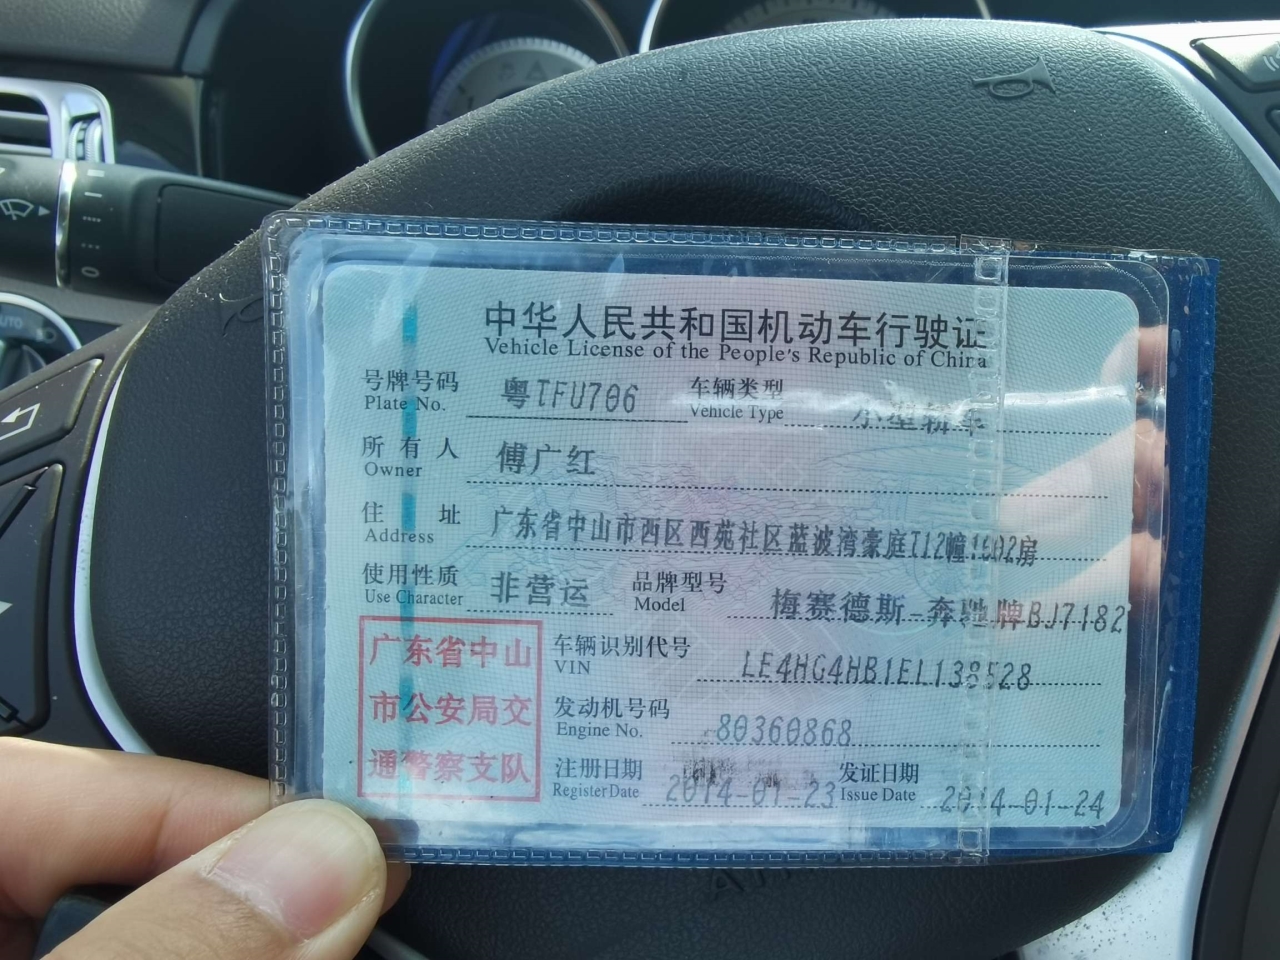 中华人民共和国机动车行驶证
Vehicle License of the People's Republic of China
号牌号码 粤TFU706 车辆类型 小型轿车
Plate No. Vehicle Type
所有人 傅广红
Owner
住址 广东省中山市西区西苑社区蓝波湾豪庭T12幢1902房
Address
使用性质 非营运 品牌型号 梅赛德斯-奔驰牌BJ7182
Use Character Model
广东省中山
市公安局交
通警察支队
车辆识别代号 LE4HG4HB1EL138528
VIN
发动机号码 80360868
Engine No.
注册日期 2014-01-23 发证日期 2014-01-24
Register Date Issue Date
AUTO